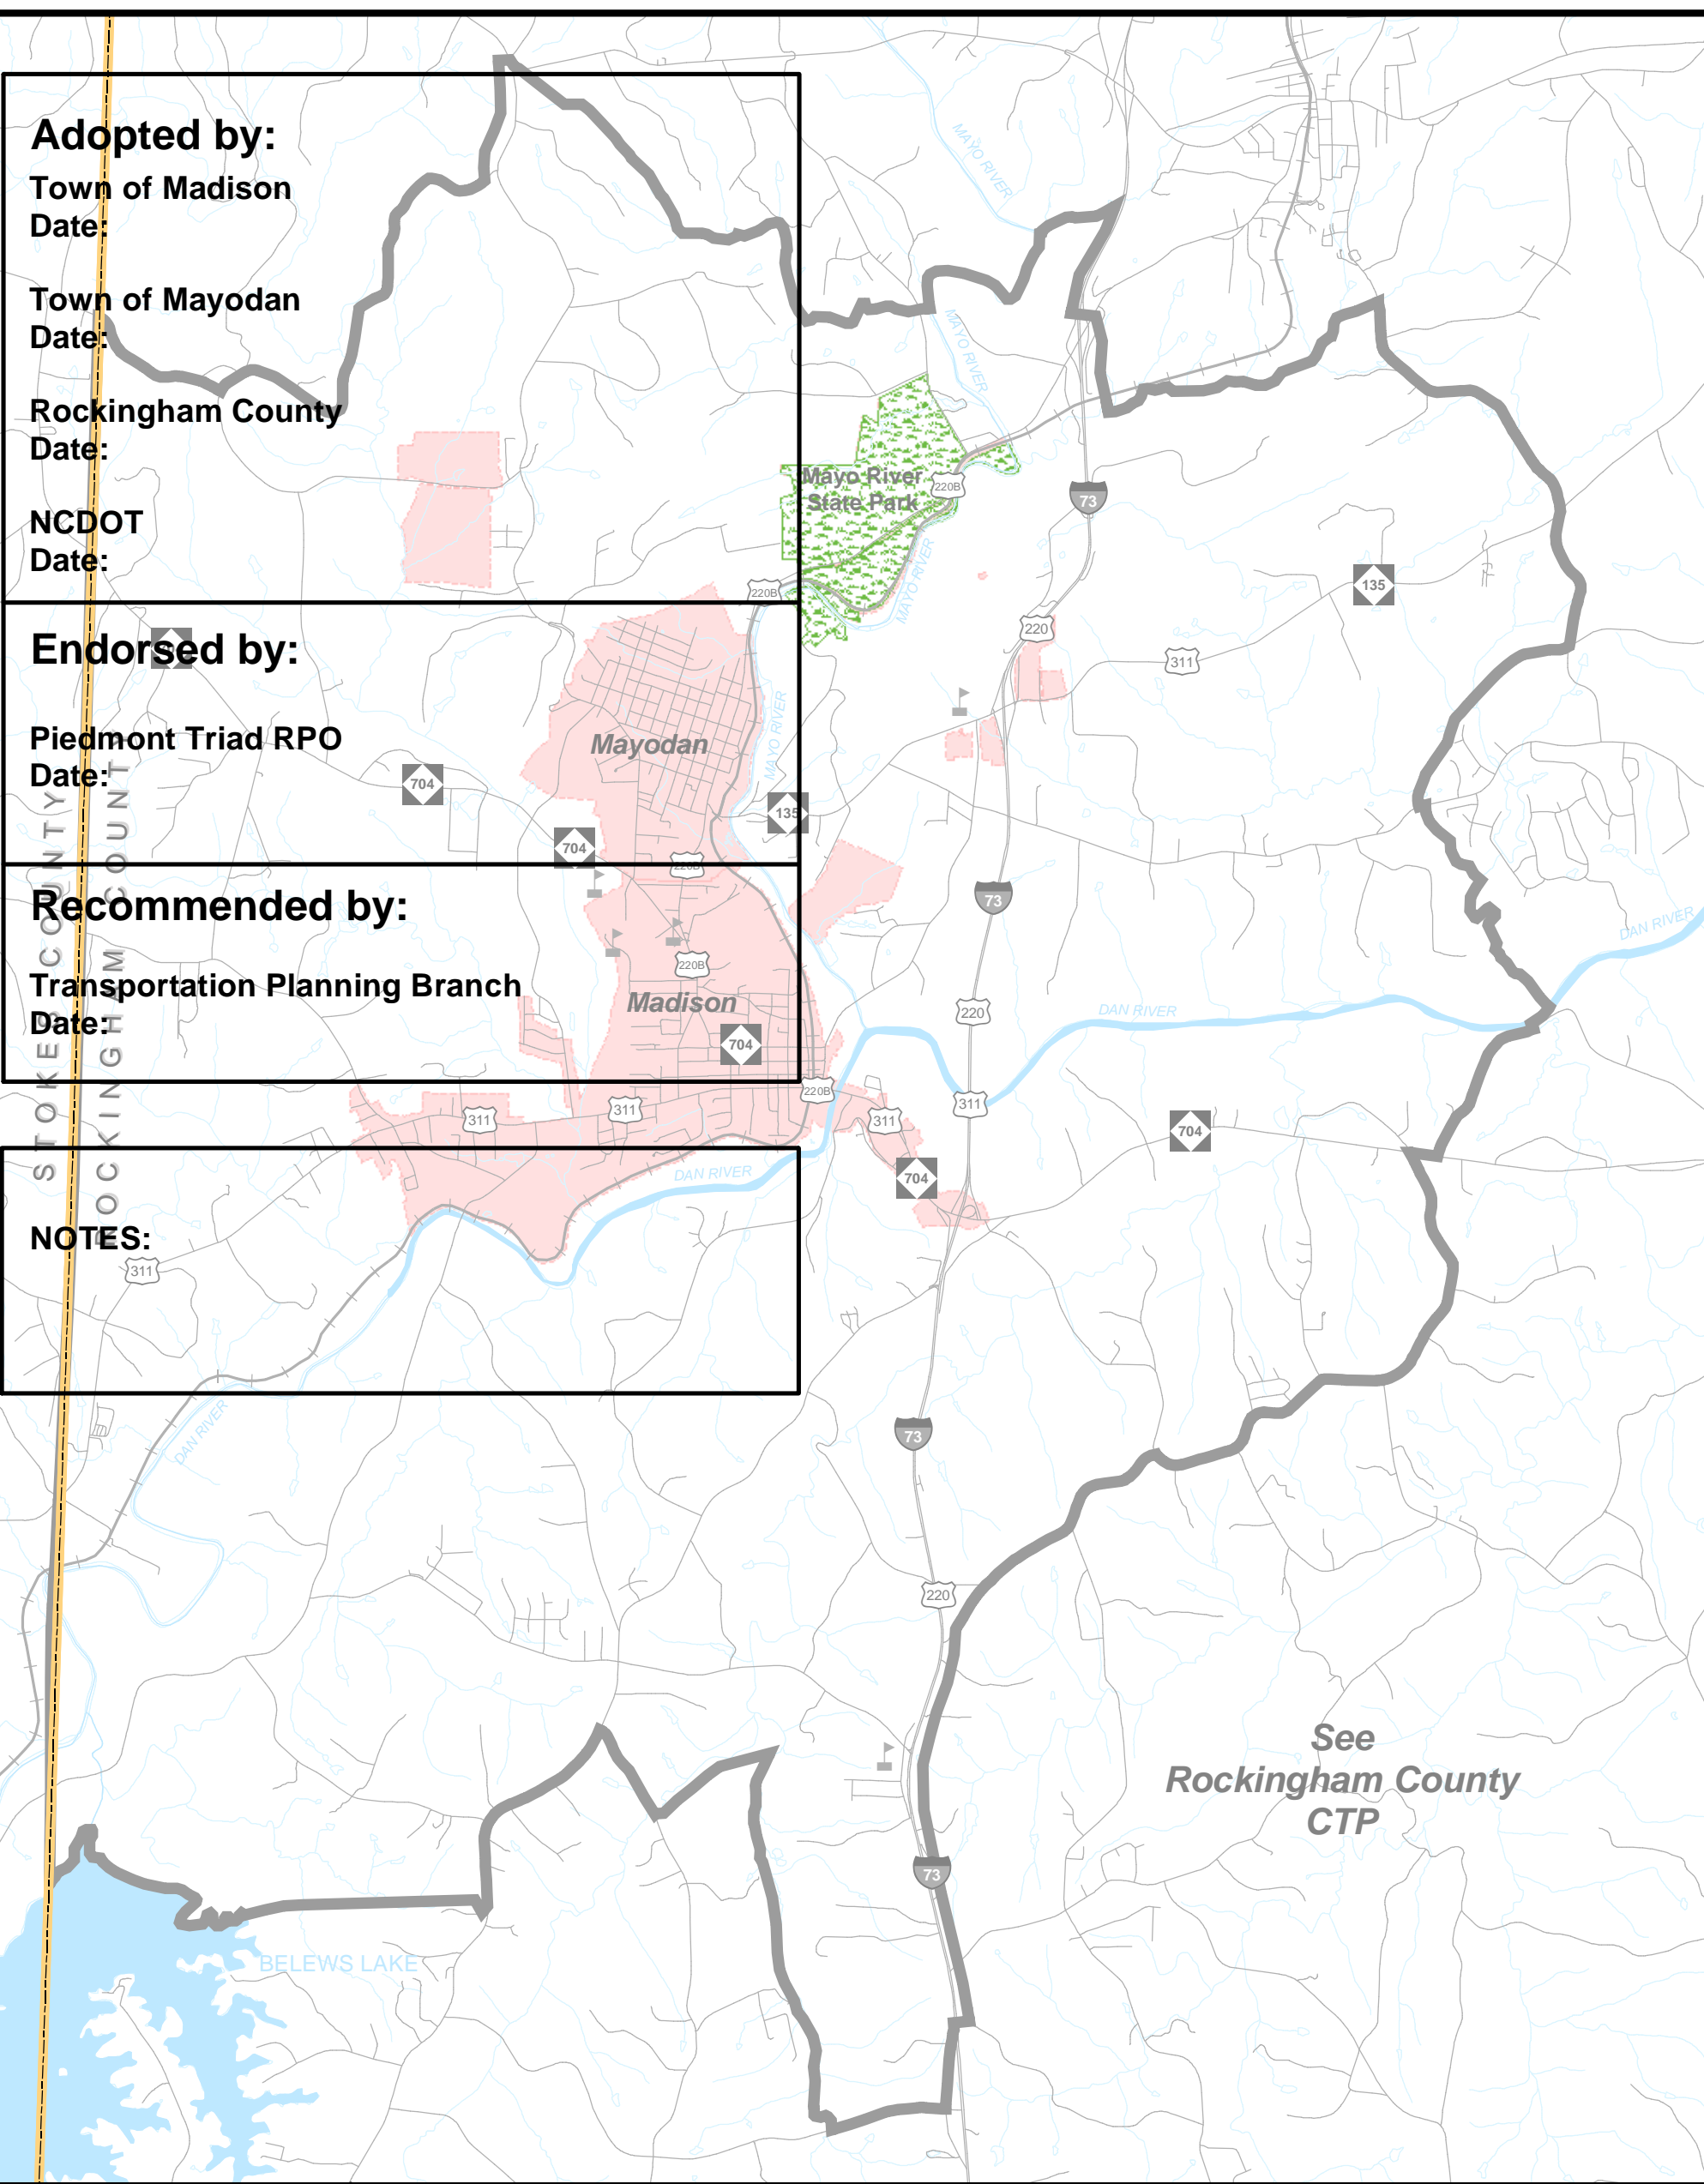 Adopted by:
Town of Madison
Date:
Town of Mayodan
Date:
Rockingham County
Date:
NCDOT
Date:
Endorsed by:
Piedmont Triad RPO
Date:
Recommended by:
Transportation Planning Branch
Date:
NOTES:
STOKES COUNTY
ROCKINGHAM COUNTY
MAYO RIVER
MAYO RIVER
Mayo River
State Park
220B
73
MAYO RIVER
220B
135
220
311
Mayodan
MAYO RIVER
704
135
704
220B
73
DAN RIVER
220B
Madison
704
220
DAN RIVER
220B
311
311
311
311
704
704
DAN RIVER
311
DAN RIVER
73
220
See
Rockingham County
CTP
73
BELEWS LAKE